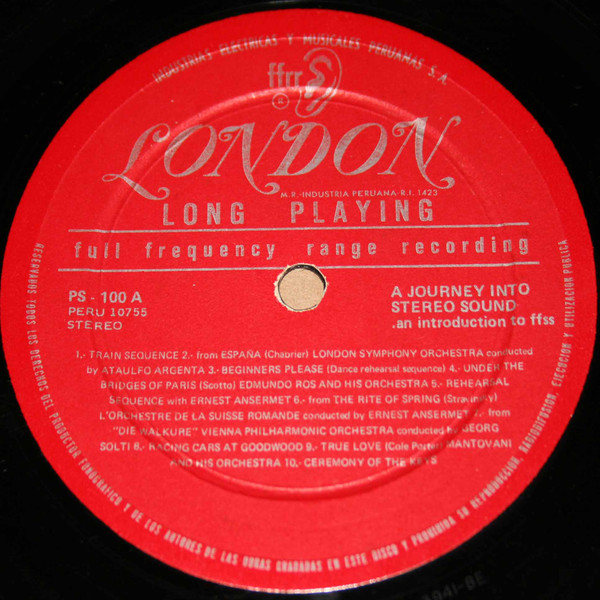 INDUSTRIAS ELECTRICAS Y MUSICALES PERUANAS S.A.
ffrr
®
LONDON
M.R.-INDUSTRIA PERUANA-R.I. 1423
LONG PLAYING
full frequency range recording
PS - 100 A
PERU 10755
STEREO
A JOURNEY INTO
STEREO SOUND
.an introduction to ffss
1.- TRAIN SEQUENCE 2.- from ESPAÑA (Chabrier) LONDON SYMPHONY ORCHESTRA conducted
by ATAULFO ARGENTA 3.- BEGINNERS PLEASE (Dance rehearsal sequence) 4.- UNDER THE
BRIDGES OF PARIS (Scotto) EDMUNDO ROS AND HIS ORCHESTRA 5.- REHEARSAL
SEQUENCE with ERNEST ANSERMET 6.- from THE RITE OF SPRING (Stravinsky)
L'ORCHESTRE DE LA SUISSE ROMANDE conducted by ERNEST ANSERMET 7.- from
"DIE WALKURE" VIENNA PHILHARMONIC ORCHESTRA conducted by GEORG
SOLTI 8.- RACING CARS AT GOODWOOD 9.- TRUE LOVE (Cole Porter) MANTOVANI
AND HIS ORCHESTRA 10.- CEREMONY OF THE KEYS
RESERVADOS TODOS LOS DERECHOS DEL PRODUCTOR FONOGRAFICO Y DE LOS AUTORES DE LAS OBRAS GRABADAS EN ESTE DISCO Y PROHIBIDA SU RE-PRODUCCION, RADIODIFUSION, EJECUCION Y UTILIZACION PUBLICA